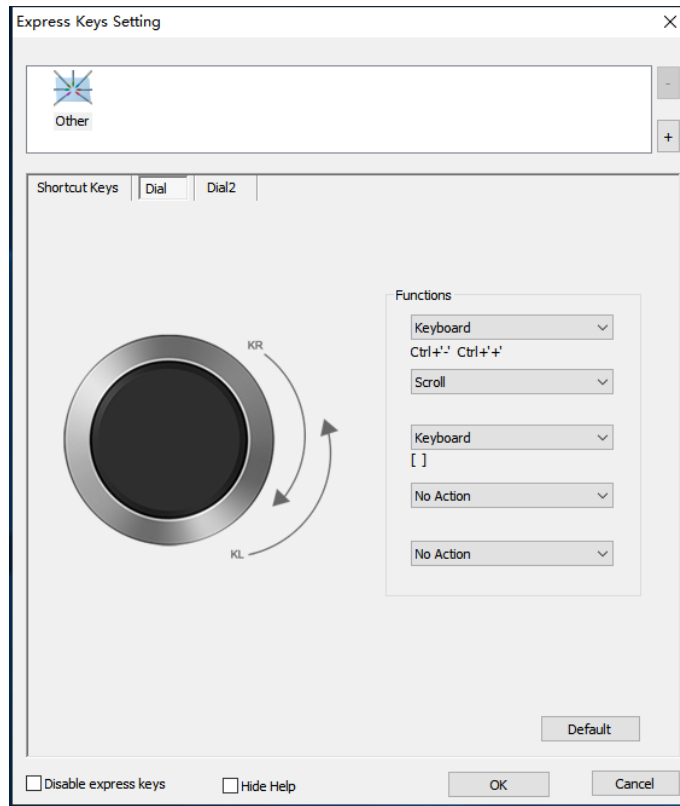 Express Keys Setting
-
Other
+
Shortcut Keys Dial Dial2
Functions
Keyboard
Ctrl+'-' Ctrl+'+'
Scroll
Keyboard
[ ]
No Action
No Action
KR
KL
Default
Disable express keys Hide Help OK Cancel